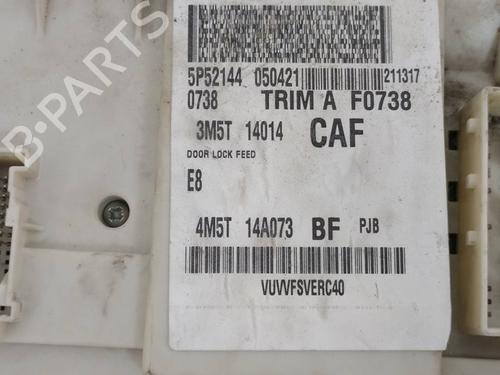 B-PARTS
5P52144 050421 211317
0738 TRIM A F0738
3M5T 14014 CAF
DOOR LOCK FEED
E8
4M5T 14A073 BF PJB
VUVVFSVERC40